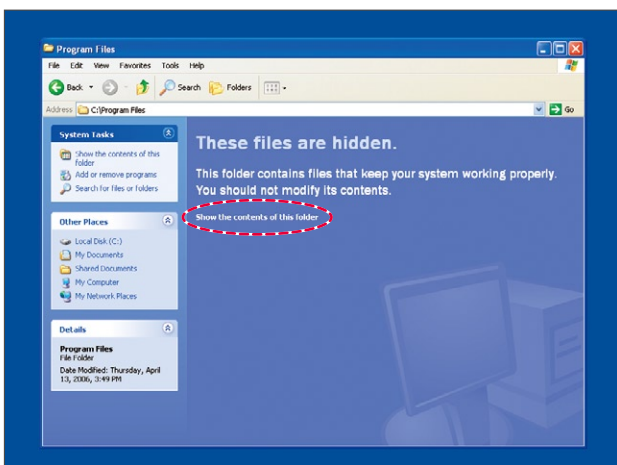 Program Files
File Edit View Favorites Tools Help
Back Search Folders
Address C:\Program Files Go
System Tasks
Show the contents of this
folder
Add or remove programs
Search for files or folders
Other Places
Local Disk (C:)
My Documents
Shared Documents
My Computer
My Network Places
Details
Program Files
File Folder
Date Modified: Thursday, April
13, 2006, 3:49 PM
These files are hidden.
This folder contains files that keep your system working properly.
You should not modify its contents.
Show the contents of this folder